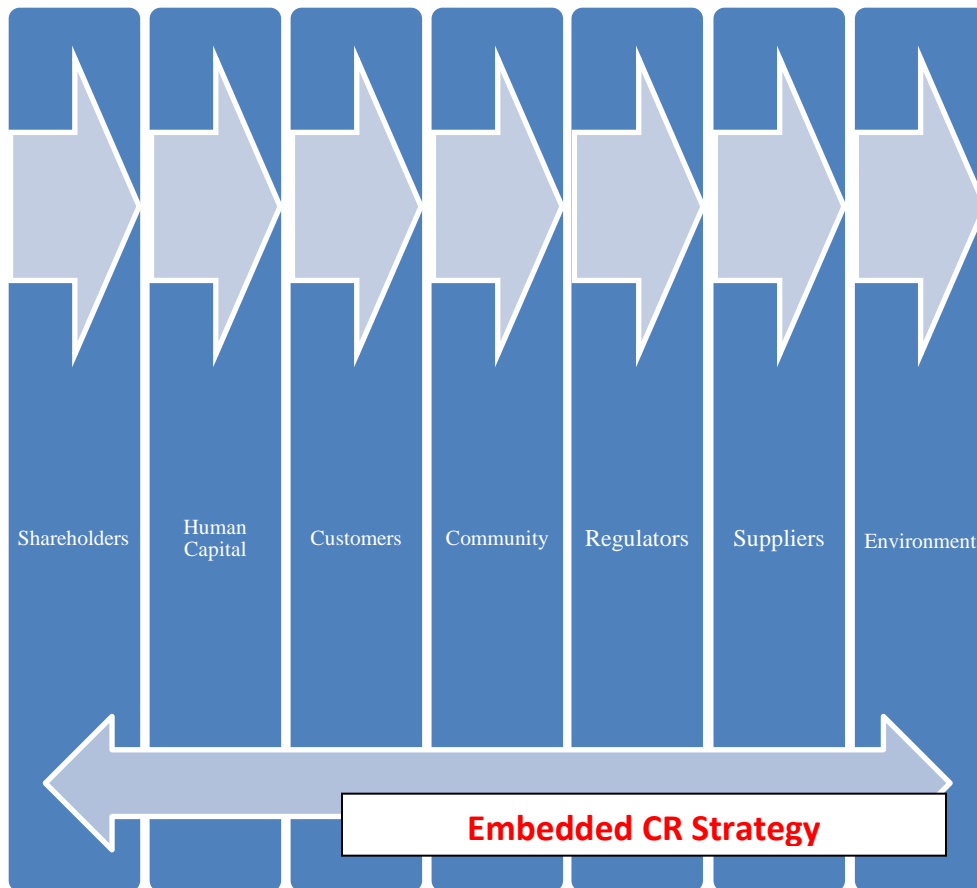 Shareholders
Human
Capital
Customers
Community
Regulators
Suppliers
Environment
Embedded CR Strategy